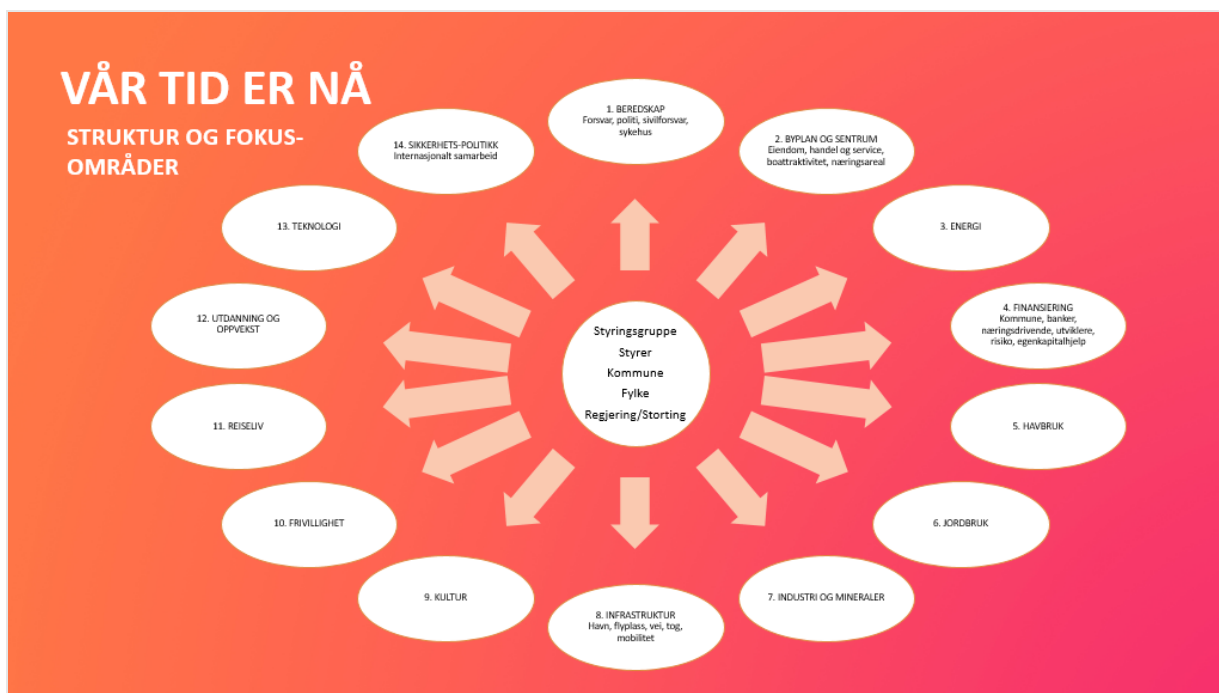 VÅR TID ER NÅ
STRUKTUR OG FOKUS-
OMRÅDER
1. BEREDSKAP
Forsvar, politi, sivilforsvar,
sykehus
2. BYPLAN OG SENTRUM
Eiendom, handel og service,
boattraktivitet, næringsareal
3. ENERGI
4. FINANSIERING
Kommune, banker,
næringsdrivende, utviklere,
risiko, egenkapitalhjelp
5. HAVBRUK
6. JORDBRUK
7. INDUSTRI OG MINERALER
8. INFRASTRUKTUR
Havn, flyplass, vei, tog,
mobilitet
9. KULTUR
10. FRIVILLIGHET
11. REISELIV
12. UTDANNING OG
OPPVEKST
13. TEKNOLOGI
14. SIKKERHETS-POLITIKK
Internasjonalt samarbeid
Styringsgruppe
Styrer
Kommune
Fylke
Regjering/Storting